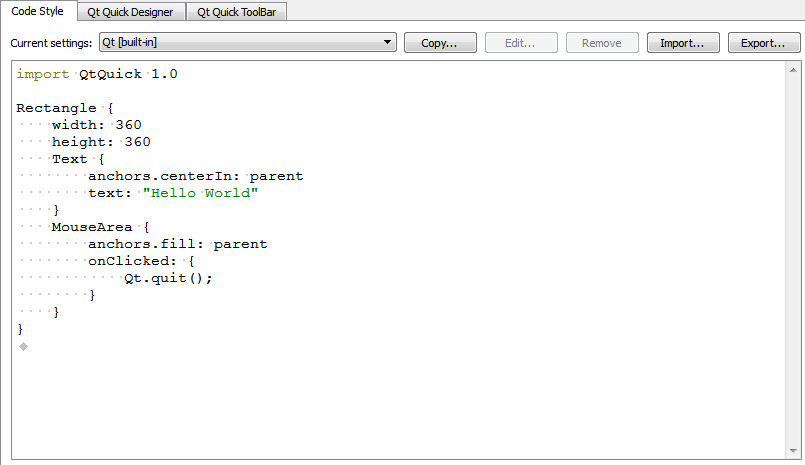 Code Style Qt Quick Designer Qt Quick ToolBar
Current settings: Qt [built-in] Copy... Edit... Remove Import... Export...
import QtQuick 1.0
Rectangle {
    width: 360
    height: 360
    Text {
        anchors.centerIn: parent
        text: "Hello World"
    }
    MouseArea {
        anchors.fill: parent
        onClicked: {
            Qt.quit();
        }
    }
}